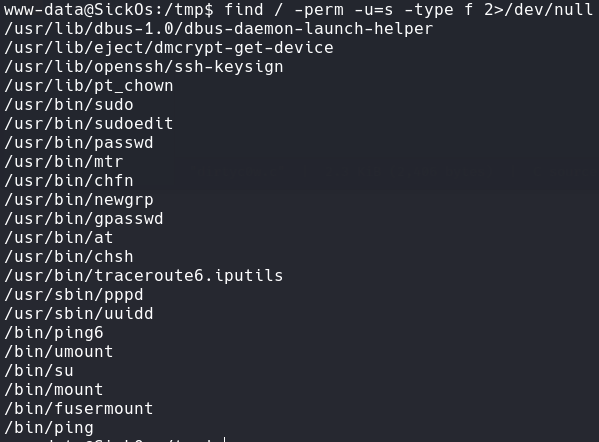 www-data@SickOs:/tmp$ find / -perm -u=s -type f 2>/dev/null
/usr/lib/dbus-1.0/dbus-daemon-launch-helper
/usr/lib/eject/dmcrypt-get-device
/usr/lib/openssh/ssh-keysign
/usr/lib/pt_chown
/usr/bin/sudo
/usr/bin/sudoedit
/usr/bin/passwd
/usr/bin/mtr
/usr/bin/chfn
/usr/bin/newgrp
/usr/bin/gpasswd
/usr/bin/at
/usr/bin/chsh
/usr/bin/traceroute6.iputils
/usr/sbin/pppd
/usr/sbin/uuidd
/bin/ping6
/bin/umount
/bin/su
/bin/mount
/bin/fusermount
/bin/ping